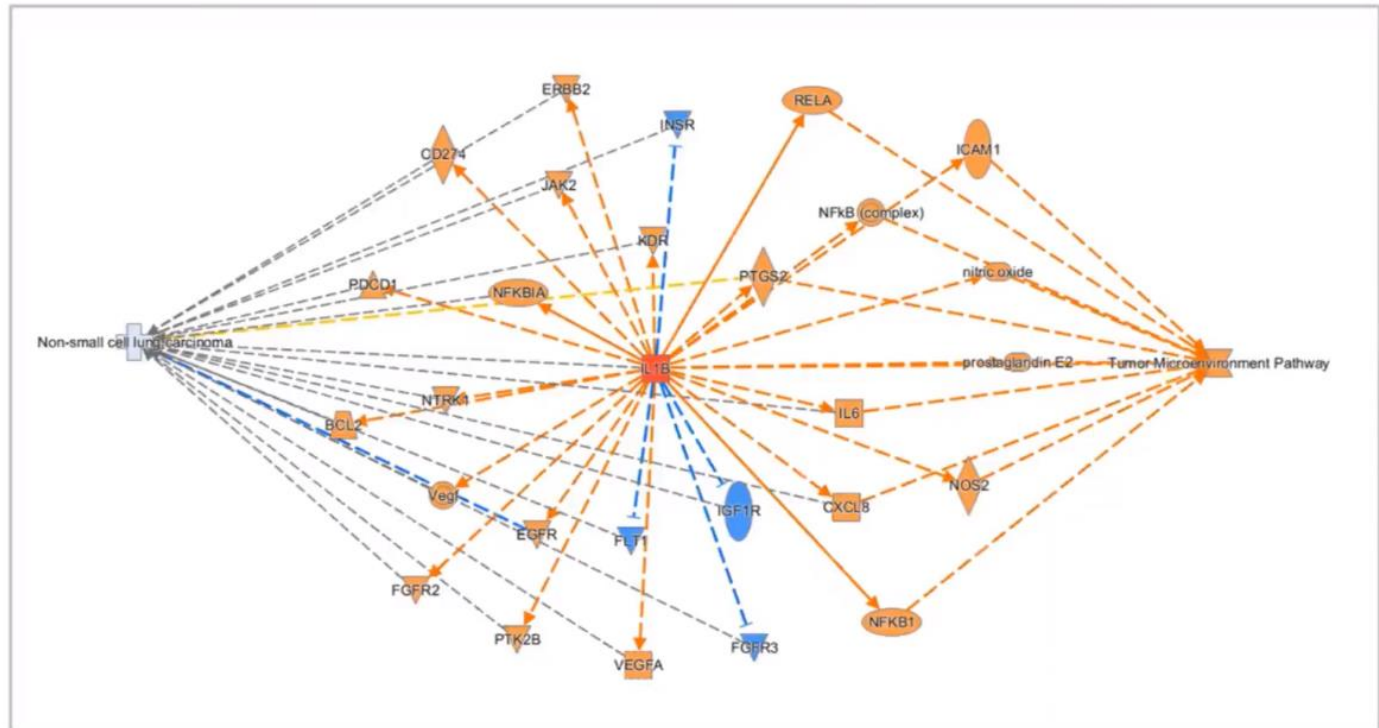 ERBB2
RELA
INSR
CD274
ICAM1
JAK2
NFkB (complex)
KDR
nitric oxide
PTGS2
PDCD1
NFKBIA
Non-small cell lung carcinoma
IL1B
prostaglandin E2
Tumor Microenvironment Pathway
NTRK1
IL6
BCL2
NOS2
Vegf
CXCL8
IGF1R
EGFR
FLT1
FGFR2
NFKB1
PTK2B
FGFR3
VEGFA